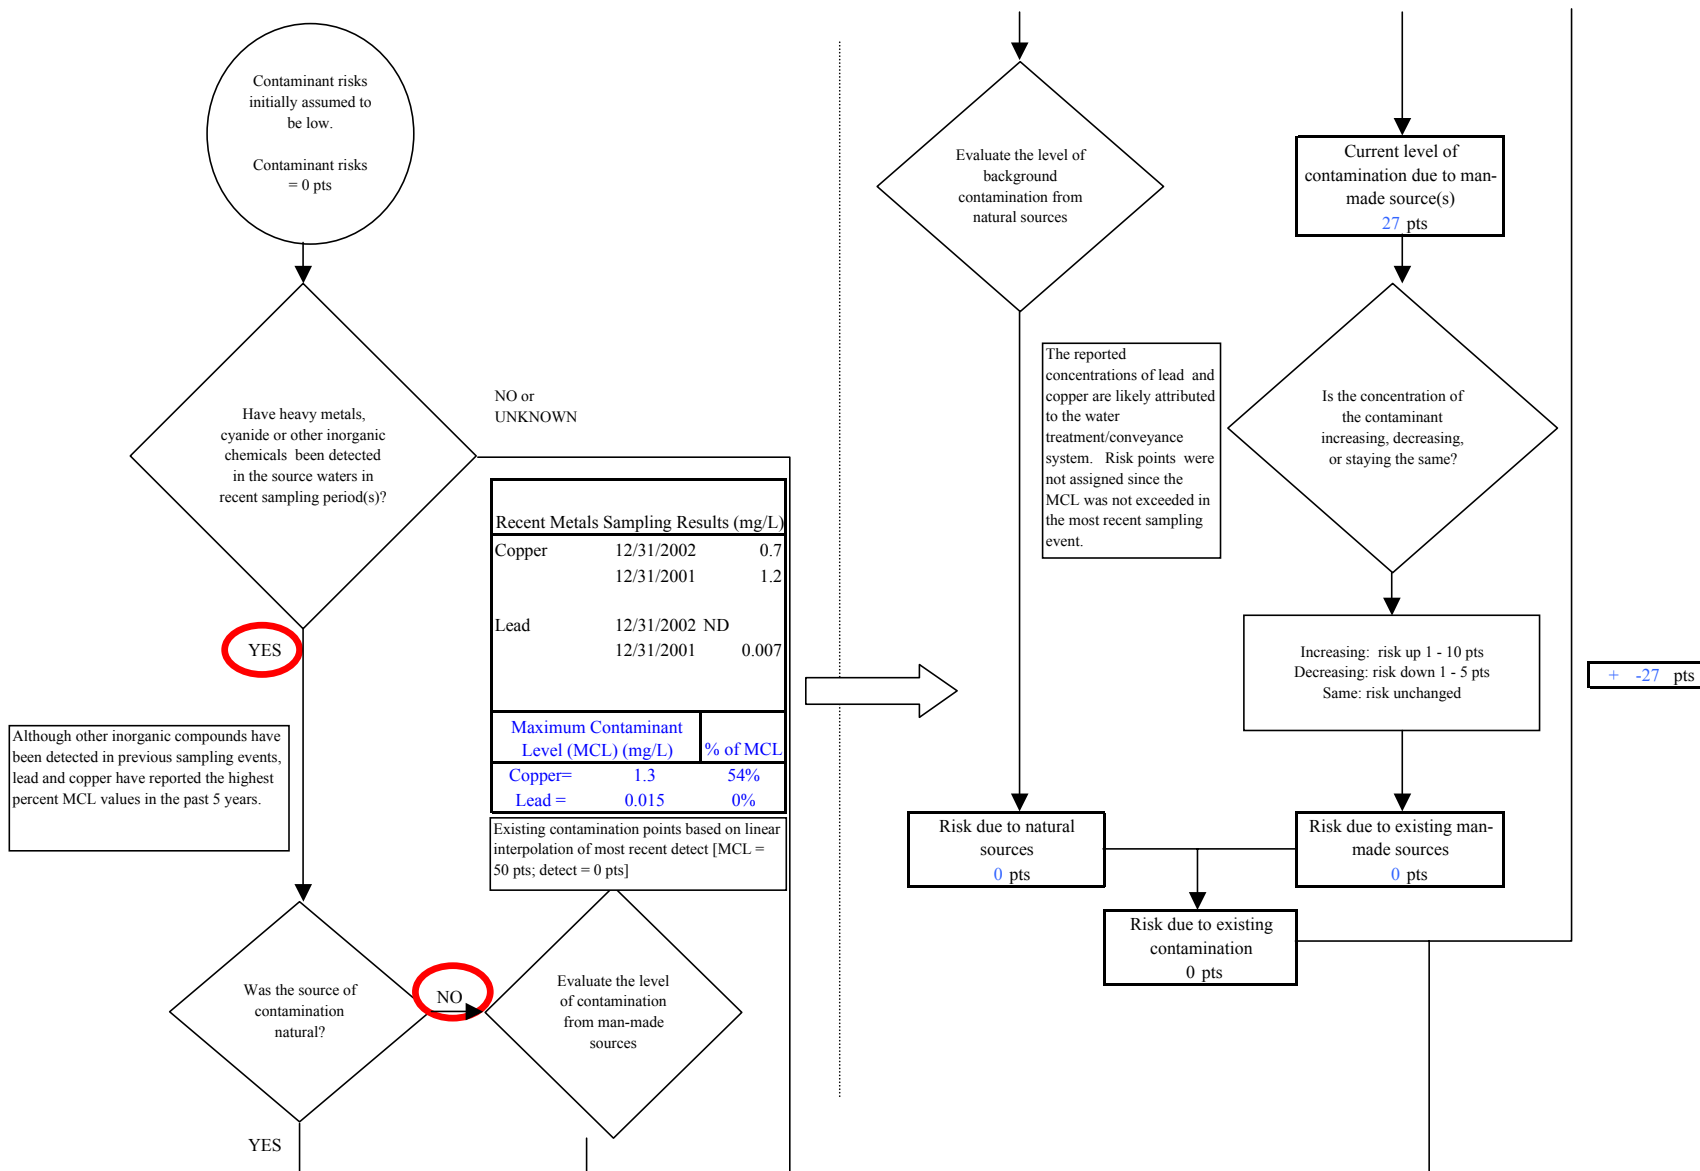 Contaminant risks
initially assumed to
be low.
Contaminant risks
= 0 pts
Have heavy metals,
cyanide or other inorganic
chemicals been detected
in the source waters in
recent sampling period(s)?
NO or
UNKNOWN
YES
Recent Metals Sampling Results (mg/L)
Copper 12/31/2002 0.7
12/31/2001 1.2
Lead 12/31/2002 ND
12/31/2001 0.007
Maximum Contaminant
Level (MCL) (mg/L) % of MCL
Copper= 1.3 54%
Lead = 0.015 0%
Existing contamination points based on linear
interpolation of most recent detect [MCL =
50 pts; detect = 0 pts]
Although other inorganic compounds have
been detected in previous sampling events,
lead and copper have reported the highest
percent MCL values in the past 5 years.
Was the source of
contamination
natural?
NO
Evaluate the level
of contamination
from man-made
sources
YES
Evaluate the level of
background
contamination from
natural sources
Current level of
contamination due to man-
made source(s)
27 pts
The reported
concentrations of lead and
copper are likely attributed
to the water
treatment/conveyance
system. Risk points were
not assigned since the
MCL was not exceeded in
the most recent sampling
event.
Is the concentration of
the contaminant
increasing, decreasing,
or staying the same?
Increasing: risk up 1 - 10 pts
Decreasing: risk down 1 - 5 pts
Same: risk unchanged
+ -27 pts
Risk due to natural
sources
0 pts
Risk due to existing man-
made sources
0 pts
Risk due to existing
contamination
0 pts